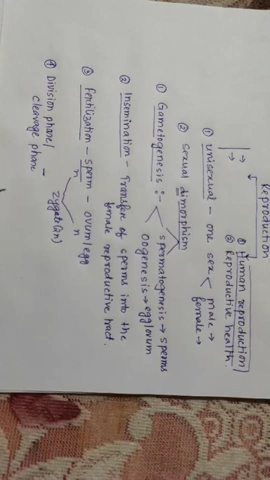 Reproduction
① Human reproduction
② Reproductive health.
① unisexual - one sex < male →
female →
② sexual dimorphism
① Gametogenesis :- < spermatogenesis → sperms
oogenesis → egg/ovum
② Insemination - Transfer of sperms into the
female reproductive tract.
③ Fertilization - sperm - ovum/egg
n n
zygote(2n)
④ Division phase/ -
cleavage phase